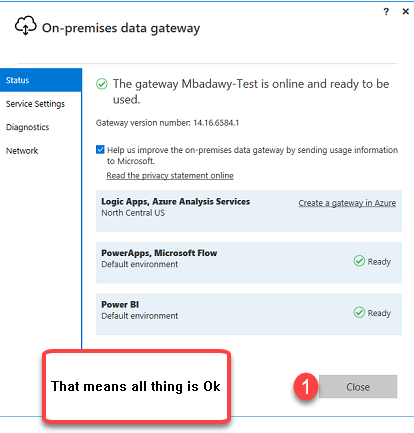 ? ×
On-premises data gateway
Status
Service Settings
Diagnostics
Network
The gateway Mbadawy-Test is online and ready to be
used.
Gateway version number: 14.16.6584.1
Help us improve the on-premises data gateway by sending usage information
to Microsoft.
Read the privacy statement online
Logic Apps, Azure Analysis Services
North Central US
Create a gateway in Azure
PowerApps, Microsoft Flow
Default environment
Ready
Power BI
Default environment
Ready
That means all thing is Ok
1
Close